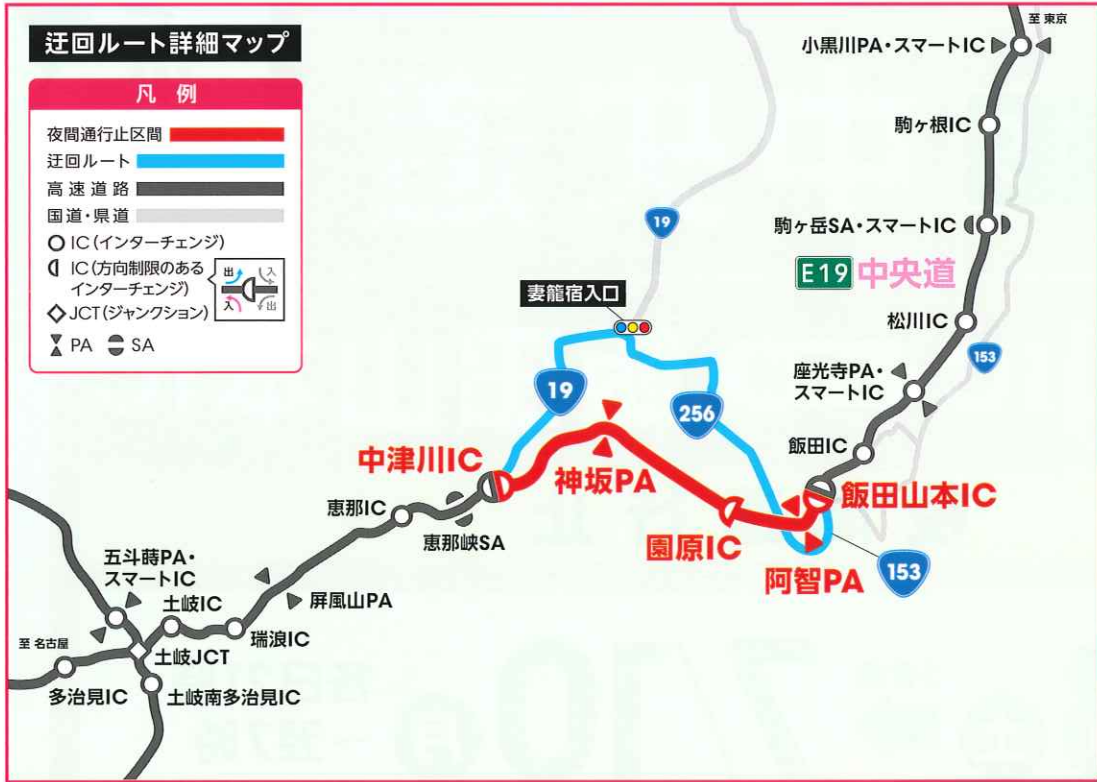 迂回ルート詳細マップ
凡例
夜間通行止区間
迂回ルート
高速道路
国道・県道
IC(インターチェンジ)
IC(方向制限のある
インターチェンジ)
出
入
入
出
JCT(ジャンクション)
PA
SA
至 東京
小黒川PA・スマートIC
駒ヶ根IC
19
駒ヶ岳SA・スマートIC
E19 中央道
妻籠宿入口
松川IC
153
座光寺PA・
スマートIC
19
256
飯田IC
中津川IC
神坂PA
飯田山本IC
恵那IC
恵那峡SA
園原IC
阿智PA
153
五斗蒔PA・
スマートIC
土岐IC
屏風山PA
瑞浪IC
至 名古屋
土岐JCT
多治見IC
土岐南多治見IC